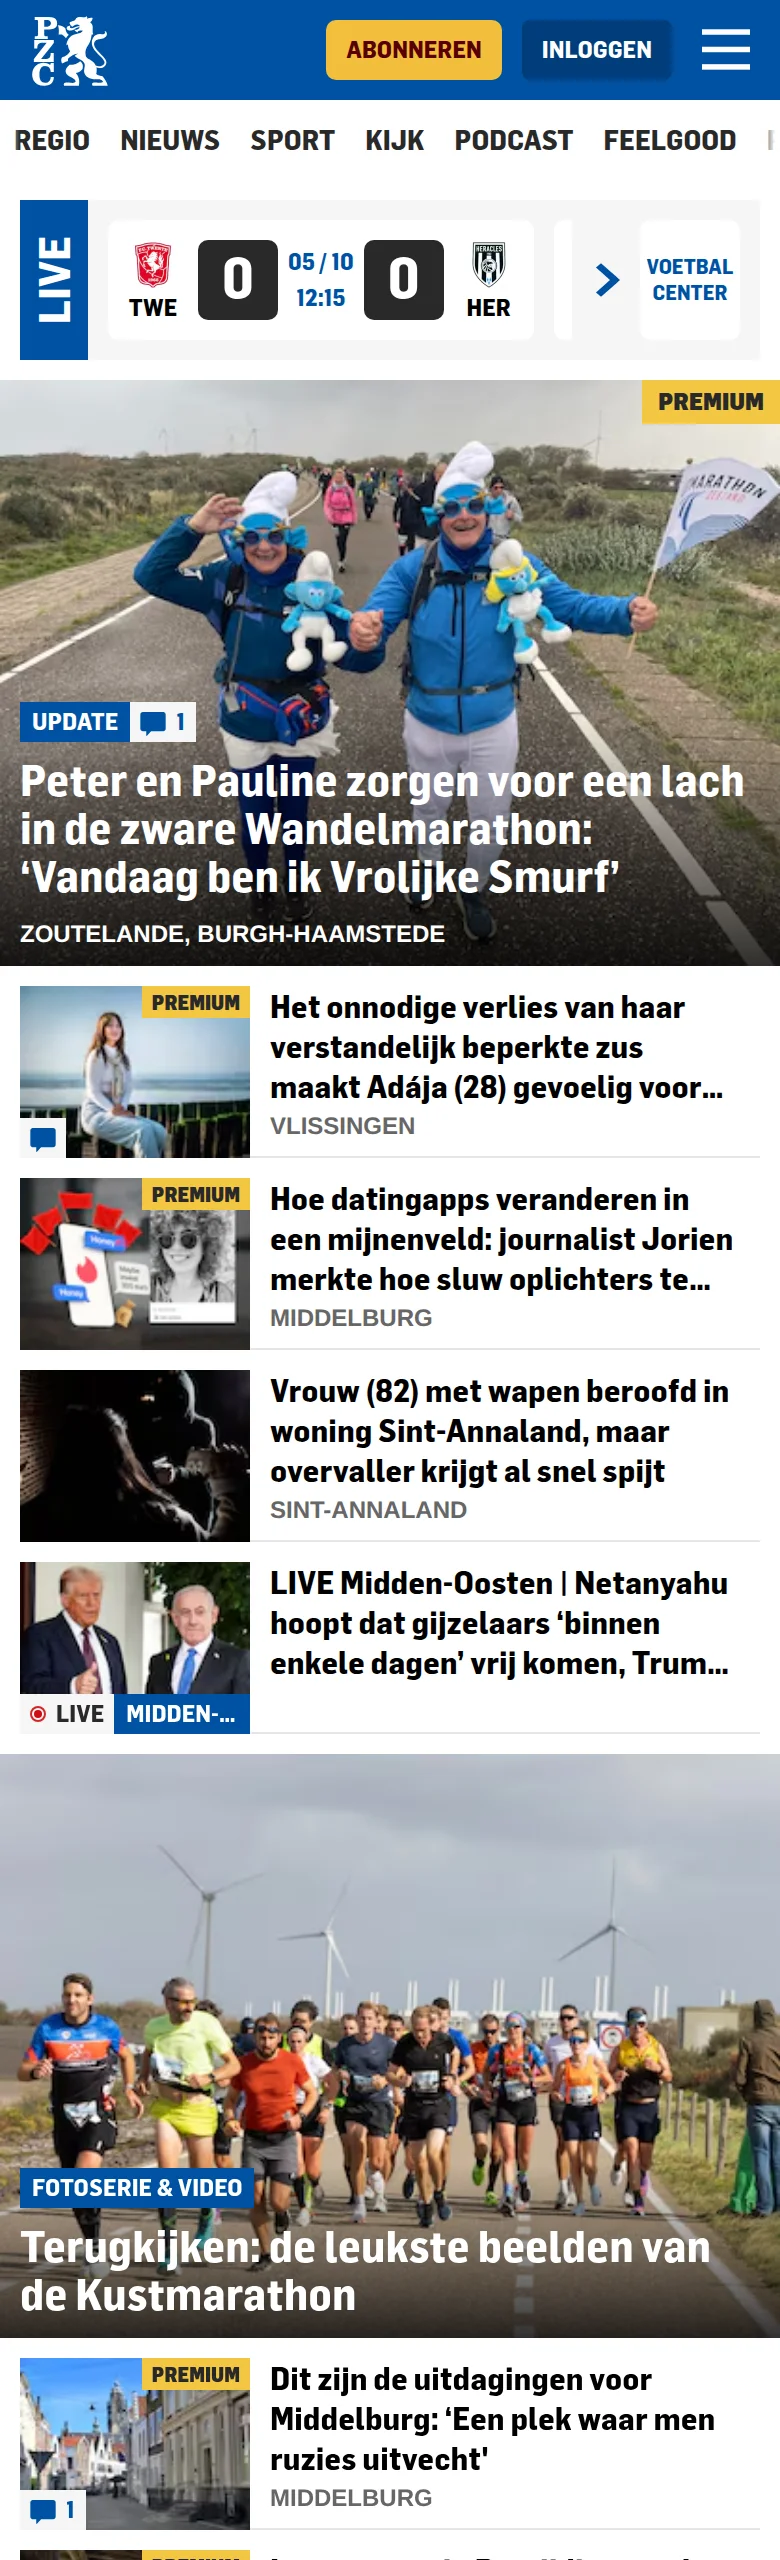 PZC
ABONNEREN
INLOGGEN
REGIO NIEUWS SPORT KIJK PODCAST FEELGOOD
LIVE
TWE
0
05 / 10
12:15
0
HER
VOETBAL
CENTER
PREMIUM
MARATHON
ZEELAND
UPDATE
1
Peter en Pauline zorgen voor een lach
in de zware Wandelmarathon:
‘Vandaag ben ik Vrolijke Smurf’
ZOUTELANDE, BURGH-HAAMSTEDE
PREMIUM
Het onnodige verlies van haar
verstandelijk beperkte zus
maakt Adája (28) gevoelig voor...
VLISSINGEN
PREMIUM
Honey
Honey
Hoe datingapps veranderen in
een mijnenveld: journalist Jorien
merkte hoe sluw oplichters te...
MIDDELBURG
Vrouw (82) met wapen beroofd in
woning Sint-Annaland, maar
overvaller krijgt al snel spijt
SINT-ANNALAND
LIVE Midden-Oosten | Netanyahu
hoopt dat gijzelaars ‘binnen
enkele dagen’ vrij komen, Trum...
LIVE
MIDDEN-...
FOTOSERIE & VIDEO
Terugkijken: de leukste beelden van
de Kustmarathon
PREMIUM
1
Dit zijn de uitdagingen voor
Middelburg: ‘Een plek waar men
ruzies uitvecht'
MIDDELBURG